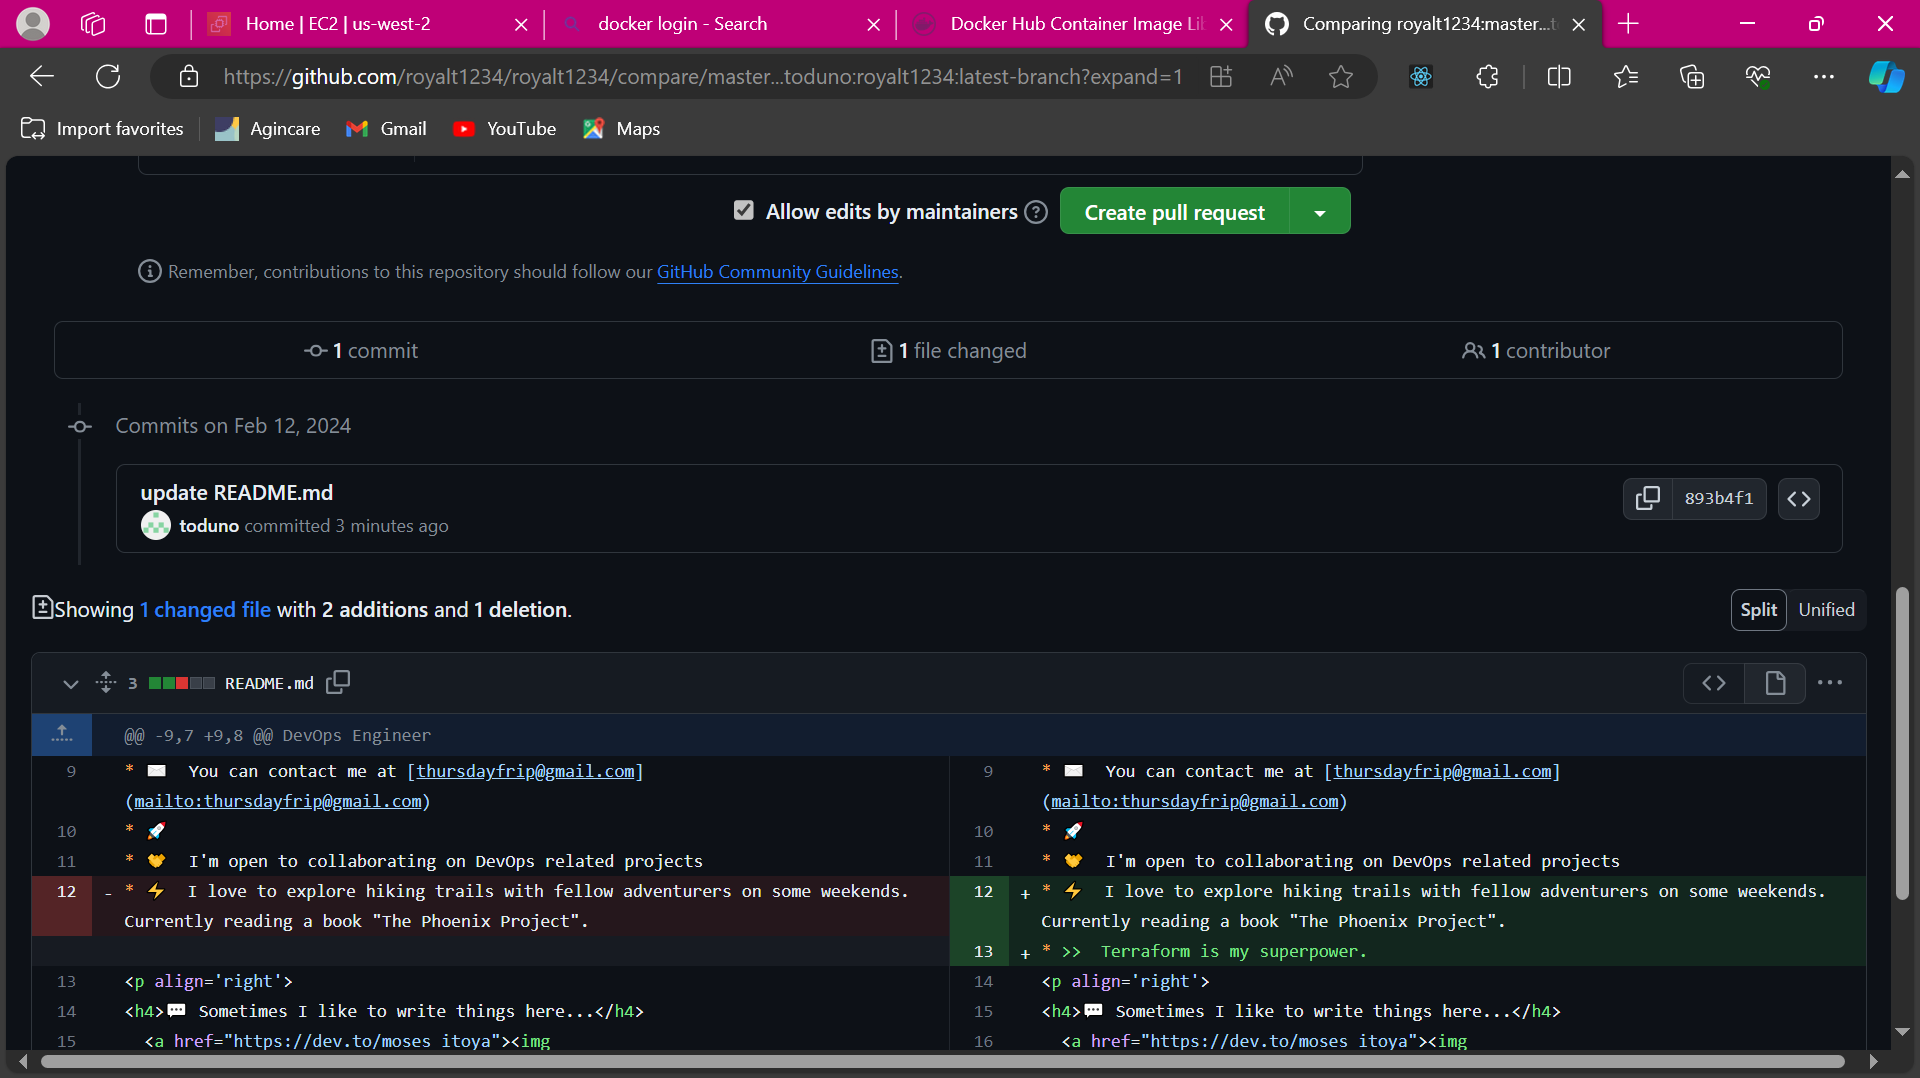 Home | EC2 | us-west-2
docker login - Search
Docker Hub Container Image Li
Comparing royalt1234:master...t
https://github.com/royalt1234/royalt1234/compare/master...toduno:royalt1234:latest-branch?expand=1
Import favorites
Agincare
Gmail
YouTube
Maps
Allow edits by maintainers
Create pull request
Remember, contributions to this repository should follow our GitHub Community Guidelines.
1 commit
1 file changed
1 contributor
Commits on Feb 12, 2024
update README.md
893b4f1
toduno committed 3 minutes ago
Showing 1 changed file with 2 additions and 1 deletion.
Split Unified
3 README.md
@@ -9,7 +9,8 @@ DevOps Engineer
9 * ✉️ You can contact me at [thursdayfrip@gmail.com]
(mailto:thursdayfrip@gmail.com)
10 * 🚀
11 * 🤝 I'm open to collaborating on DevOps related projects
12 - * ⚡ I love to explore hiking trails with fellow adventurers on some weekends.
Currently reading a book "The Phoenix Project".
13 <p align='right'>
14 <h4>💬 Sometimes I like to write things here...</h4>
15 <a href="https://dev.to/moses_itoya"><img
9 * ✉️ You can contact me at [thursdayfrip@gmail.com]
(mailto:thursdayfrip@gmail.com)
10 * 🚀
11 * 🤝 I'm open to collaborating on DevOps related projects
12 + * ⚡ I love to explore hiking trails with fellow adventurers on some weekends.
Currently reading a book "The Phoenix Project".
13 + * >> Terraform is my superpower.
14 <p align='right'>
15 <h4>💬 Sometimes I like to write things here...</h4>
16 <a href="https://dev.to/moses_itoya"><img